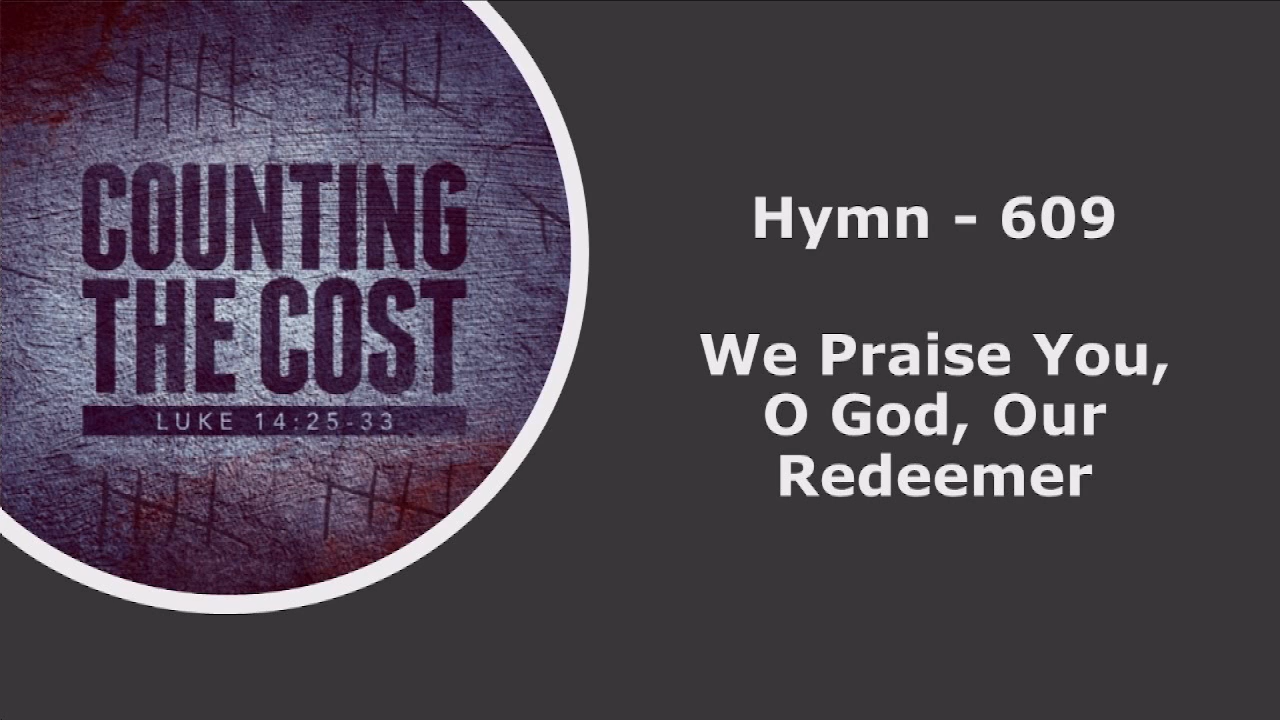 COUNTING
THE COST
LUKE 14:25-33
Hymn - 609
We Praise You,
O God, Our
Redeemer